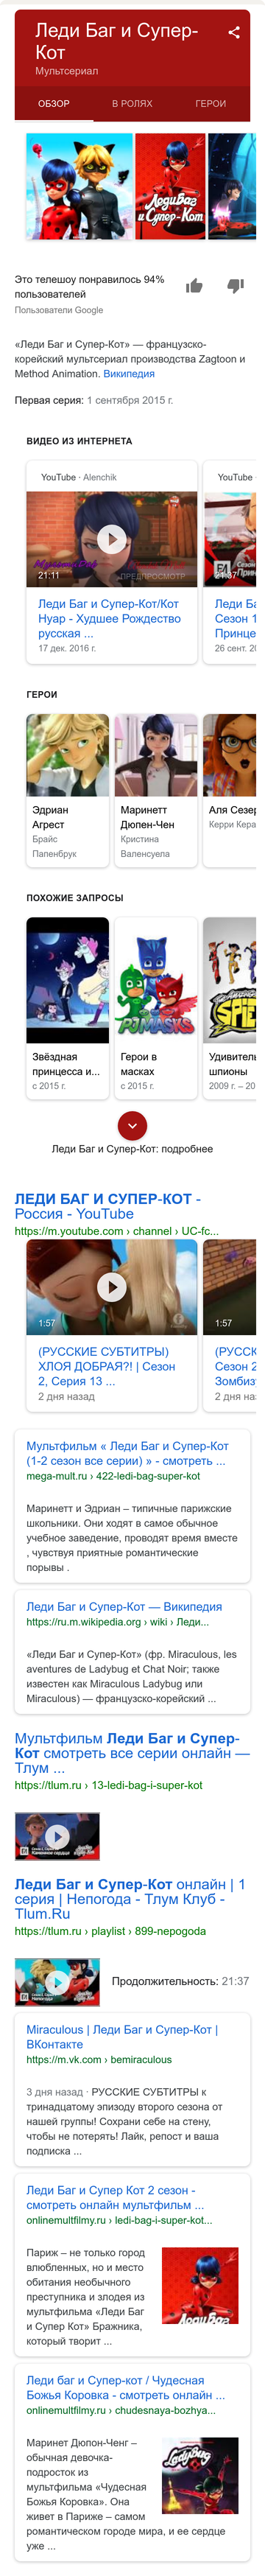 Леди Баг и Супер-
Кот
Мультсериал
ОБЗОР
В РОЛЯХ
ГЕРОИ
Леди Баг
и Супер-Кот
Это телешоу понравилось 94%
пользователей
Пользователи Google
«Леди Баг и Супер-Кот» — французско-
корейский мультсериал производства Zagtoon и
Method Animation. Википедия
Первая серия: 1 сентября 2015 г.
ВИДЕО ИЗ ИНТЕРНЕТА
YouTube · Alenchik
21:11
ПРЕДПРОСМОТР
Леди Баг и Супер-Кот/Кот
Нуар - Худшее Рождество
русская ...
17 дек. 2016 г.
YouTube ·
21:37
Леди Ба
Сезон 1
Принце
26 сент. 20
ГЕРОИ
Эдриан
Агрест
Брайс
Папенбрук
Маринетт
Дюпен-Чен
Кристина
Валенсуела
Аля Сезер
Керри Кера
ПОХОЖИЕ ЗАПРОСЫ
Звёздная
принцесса и...
с 2015 г.
PJMASKS
Герои в
масках
с 2015 г.
SPIE
Удивитель
шпионы
2009 г. – 20
Леди Баг и Супер-Кот: подробнее
ЛЕДИ БАГ И СУПЕР-КОТ -
Россия - YouTube
https://m.youtube.com › channel › UC-fc...
1:57
(РУССКИЕ СУБТИТРЫ)
ХЛОЯ ДОБРАЯ?! | Сезон
2, Серия 13 ...
2 дня назад
1:57
(РУССК
Сезон 2
Зомбиз
2 дня наз
Мультфильм « Леди Баг и Супер-Кот
(1-2 сезон все серии) » - смотреть ...
mega-mult.ru › 422-ledi-bag-super-kot
Маринетт и Эдриан – типичные парижские
школьники. Они ходят в самое обычное
учебное заведение, проводят время вместе
, чувствуя приятные романтические
порывы .
Леди Баг и Супер-Кот — Википедия
https://ru.m.wikipedia.org › wiki › Леди...
«Леди Баг и Супер-Кот» (фр. Miraculous, les
aventures de Ladybug et Chat Noir; также
известен как Miraculous Ladybug или
Miraculous) — французско-корейский ...
Мультфильм Леди Баг и Супер-
Кот смотреть все серии онлайн —
Тлум ...
https://tlum.ru › 13-ledi-bag-i-super-kot
Леди Баг и Супер-Кот онлайн | 1
серия | Непогода - Тлум Клуб -
Tlum.Ru
https://tlum.ru › playlist › 899-nepogoda
Непогода
Продолжительность: 21:37
Miraculous | Леди Баг и Супер-Кот |
ВКонтакте
https://m.vk.com › bemiraculous
3 дня назад · РУССКИЕ СУБТИТРЫ к
тринадцатому эпизоду второго сезона от
нашей группы! Сохрани себе на стену,
чтобы не потерять! Лайк, репост и ваша
подписка ...
Леди Баг и Супер Кот 2 сезон -
смотреть онлайн мультфильм ...
onlinemultfilmy.ru › ledi-bag-i-super-kot...
Париж – не только город
влюбленных, но и место
обитания необычного
преступника и злодея из
мультфильма «Леди Баг
и Супер Кот» Бражника,
который творит ...
Леди Баг
Леди баг и Супер-кот / Чудесная
Божья Коровка - смотреть онлайн ...
onlinemultfilmy.ru › chudesnaya-bozhya...
Маринет Дюпон-Ченг –
обычная девочка-
подросток из
мультфильма «Чудесная
Божья Коровка». Она
живет в Париже – самом
романтическом городе мира, и ее сердце
уже ...
Ladybug